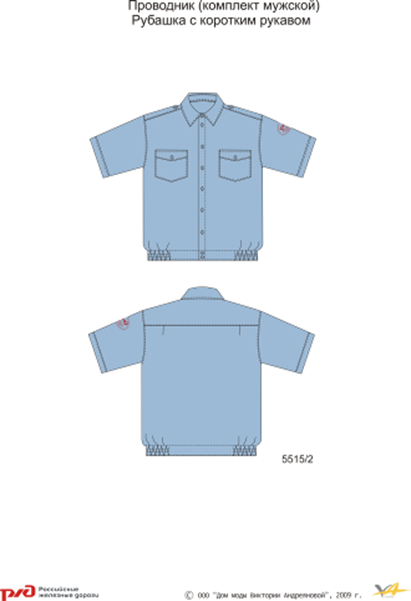 Проводник (комплект мужской)
Рубашка с коротким рукавом
5515/2
РЖД Российские
железные дороги
© ООО "Дом моды Виктории Андреяновой", 2009 г.